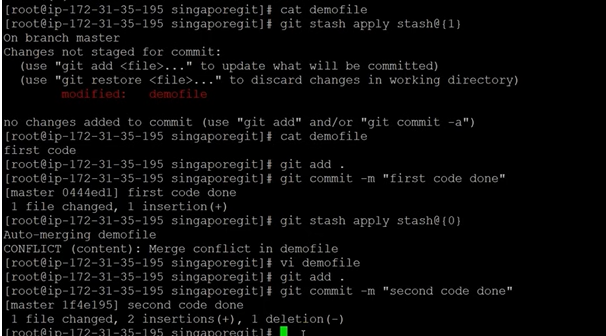 [root@ip-172-31-35-195 singaporegit]# cat demofile
[root@ip-172-31-35-195 singaporegit]# git stash apply stash@{1}
On branch master
Changes not staged for commit:
  (use "git add <file>..." to update what will be committed)
  (use "git restore <file>..." to discard changes in working directory)
        modified:   demofile

no changes added to commit (use "git add" and/or "git commit -a")
[root@ip-172-31-35-195 singaporegit]# cat demofile
first code
[root@ip-172-31-35-195 singaporegit]# git add .
[root@ip-172-31-35-195 singaporegit]# git commit -m "first code done"
[master 0444ed1] first code done
 1 file changed, 1 insertion(+)
[root@ip-172-31-35-195 singaporegit]# git stash apply stash@{0}
Auto-merging demofile
CONFLICT (content): Merge conflict in demofile
[root@ip-172-31-35-195 singaporegit]# vi demofile
[root@ip-172-31-35-195 singaporegit]# git add .
[root@ip-172-31-35-195 singaporegit]# git commit -m "second code done"
[master 1f4e195] second code done
 1 file changed, 2 insertions(+), 1 deletion(-)
[root@ip-172-31-35-195 singaporegit]#